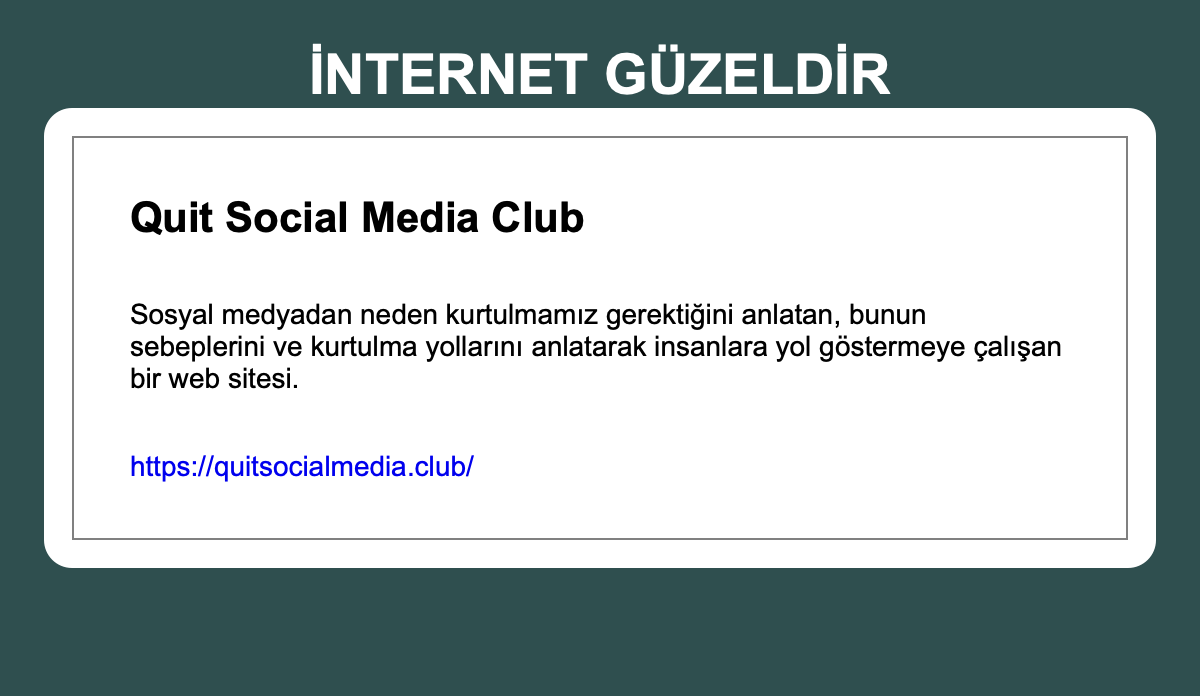 İNTERNET GÜZELDİR
Quit Social Media Club
Sosyal medyadan neden kurtulmamız gerektiğini anlatan, bunun
sebeplerini ve kurtulma yollarını anlatarak insanlara yol göstermeye çalışan
bir web sitesi.
https://quitsocialmedia.club/